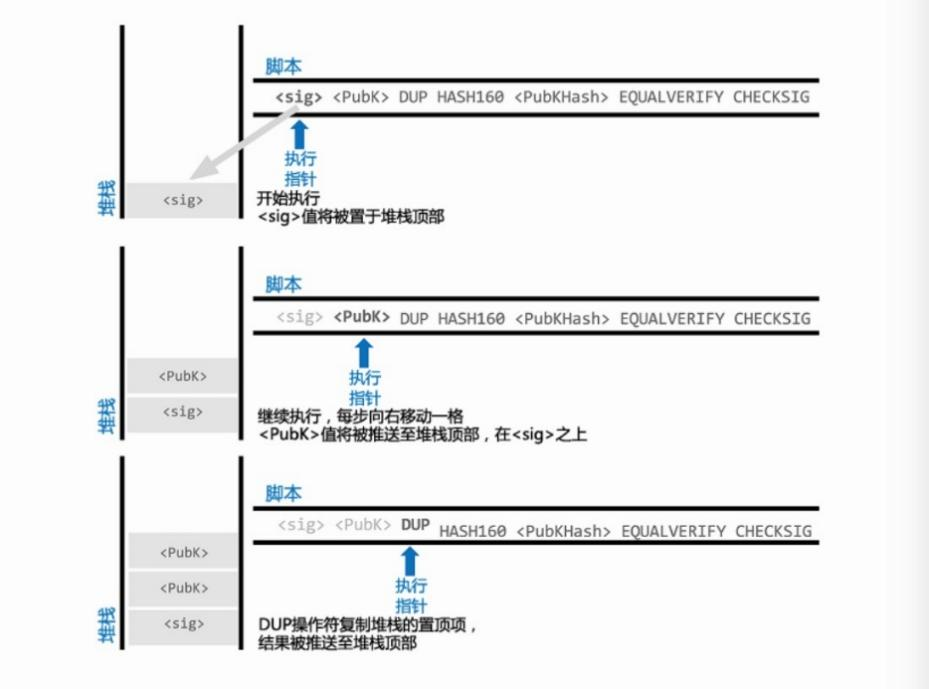 脚本
<sig> <PubK> DUP HASH160 <PubKHash> EQUALVERIFY CHECKSIG
执行
指针
堆栈
<sig>
开始执行
<sig>值将被置于堆栈顶部
脚本
<sig> <PubK> DUP HASH160 <PubKHash> EQUALVERIFY CHECKSIG
执行
指针
堆栈
<PubK>
<sig>
继续执行，每步向右移动一格
<PubK>值将被推送至堆栈顶部，在<sig>之上
脚本
<sig> <PubK> DUP HASH160 <PubKHash> EQUALVERIFY CHECKSIG
执行
指针
堆栈
<PubK>
<PubK>
<sig>
DUP操作符复制堆栈的置顶项，
结果被推送至堆栈顶部